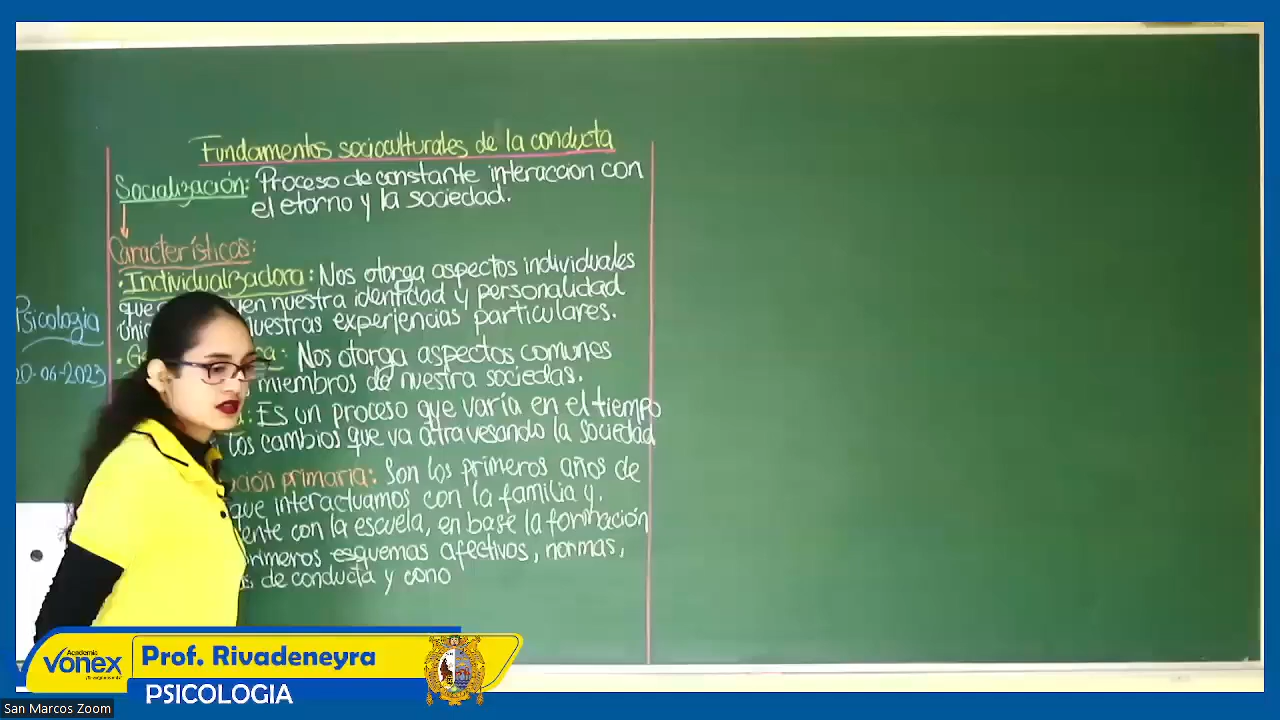 Fundamentos socioculturales de la conducta
Socialización: Proceso de constante interaccion con
el etorno y la sociedad.
Características:
• Individualizadora: Nos otorga aspectos individuales
que nuestra identidad y personalidad
nuestras experiencias particulares.
Nos otorga aspectos comunes
miembros de nuestra sociedas.
: Es un proceso que varía en el tiempo
los cambios que va atravesando la sociedad
primaria: Son los primeros años de
que interactuamos con la familia y
con la escuela, en base la formación
primeros esquemas afectivos, normas,
de conducta y cono
Psicologia
20-06-2023
Academia
vonex
Prof. Rivadeneyra
PSICOLOGIA
San Marcos Zoom